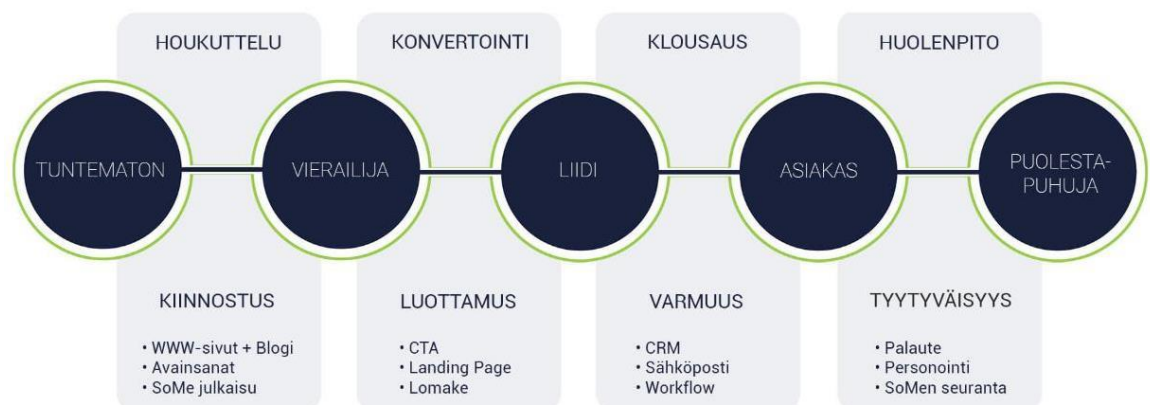 HOUKUTTELU
KONVERTOINTI
KLOUSAUS
HUOLENPITO
TUNTEMATON
VIERAILIJA
LIIDI
ASIAKAS
PUOLESTA-
PUHUJA
KIINNOSTUS
• WWW-sivut + Blogi
• Avainsanat
• SoMe julkaisu
LUOTTAMUS
• CTA
• Landing Page
• Lomake
VARMUUS
• CRM
• Sähköposti
• Workflow
TYYTYVÄISYYS
• Palaute
• Personointi
• SoMen seuranta